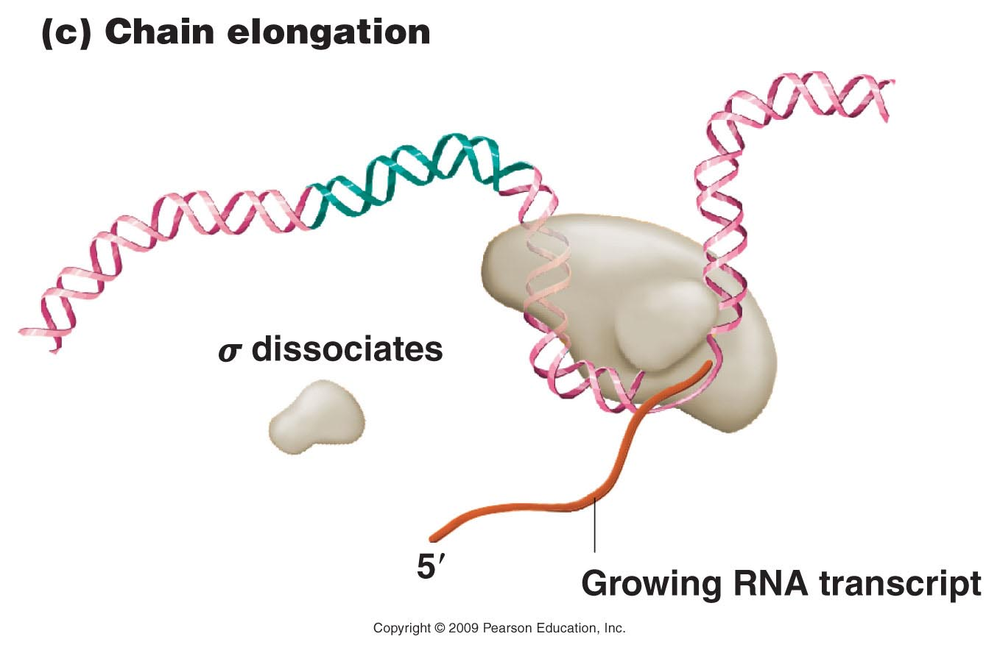 (c) Chain elongation
σ dissociates
5′
Growing RNA transcript
Copyright © 2009 Pearson Education, Inc.